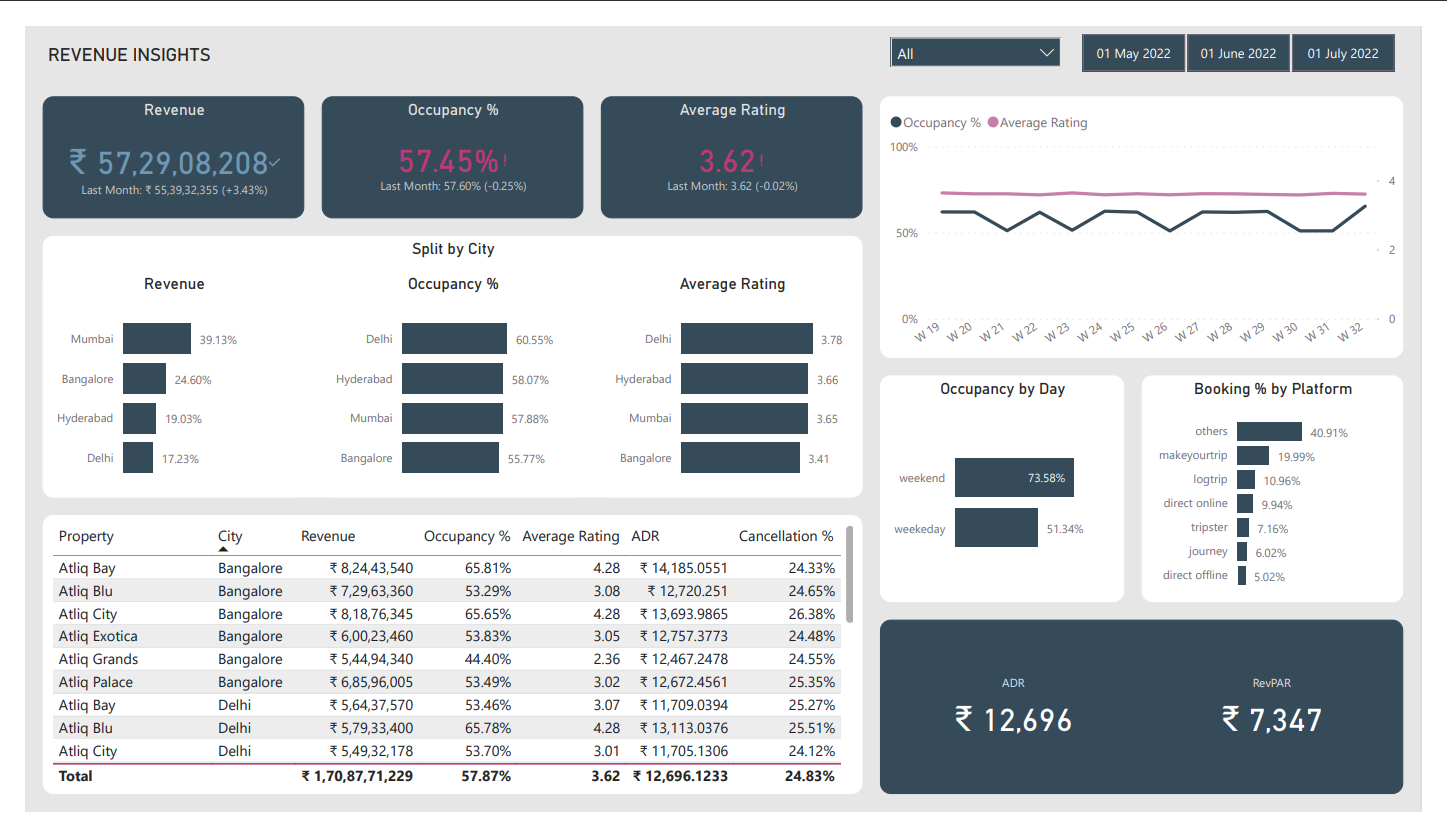 REVENUE INSIGHTS
All
01 May 2022 01 June 2022 01 July 2022
Revenue
₹ 57,29,08,208✓
Last Month: ₹ 55,39,32,355 (+3.43%)
Occupancy %
57.45%!
Last Month: 57.60% (-0.25%)
Average Rating
3.62!
Last Month: 3.62 (-0.02%)
Split by City
Revenue
Mumbai 39.13%
Bangalore 24.60%
Hyderabad 19.03%
Delhi 17.23%
Occupancy %
Delhi 60.55%
Hyderabad 58.07%
Mumbai 57.88%
Bangalore 55.77%
Average Rating
Delhi 3.78
Hyderabad 3.66
Mumbai 3.65
Bangalore 3.41
Property City Revenue Occupancy % Average Rating ADR Cancellation %
Atliq Bay Bangalore ₹ 8,24,43,540 65.81% 4.28 ₹ 14,185.0551 24.33%
Atliq Blu Bangalore ₹ 7,29,63,360 53.29% 3.08 ₹ 12,720.251 24.65%
Atliq City Bangalore ₹ 8,18,76,345 65.65% 4.28 ₹ 13,693.9865 26.38%
Atliq Exotica Bangalore ₹ 6,00,23,460 53.83% 3.05 ₹ 12,757.3773 24.48%
Atliq Grands Bangalore ₹ 5,44,94,340 44.40% 2.36 ₹ 12,467.2478 24.55%
Atliq Palace Bangalore ₹ 6,85,96,005 53.49% 3.02 ₹ 12,672.4561 25.35%
Atliq Bay Delhi ₹ 5,64,37,570 53.46% 3.07 ₹ 11,709.0394 25.27%
Atliq Blu Delhi ₹ 5,79,33,400 65.78% 4.28 ₹ 13,113.0376 25.51%
Atliq City Delhi ₹ 5,49,32,178 53.70% 3.01 ₹ 11,705.1306 24.12%
Total ₹ 1,70,87,71,229 57.87% 3.62 ₹ 12,696.1233 24.83%
Occupancy % Average Rating
100%
4
50%
2
0% 0
W 19 W 20 W 21 W 22 W 23 W 24 W 25 W 26 W 27 W 28 W 29 W 30 W 31 W 32
Occupancy by Day
weekend 73.58%
weekeday 51.34%
Booking % by Platform
others 40.91%
makeyourtrip 19.99%
logtrip 10.96%
direct online 9.94%
tripster 7.16%
journey 6.02%
direct offline 5.02%
ADR
₹ 12,696
RevPAR
₹ 7,347